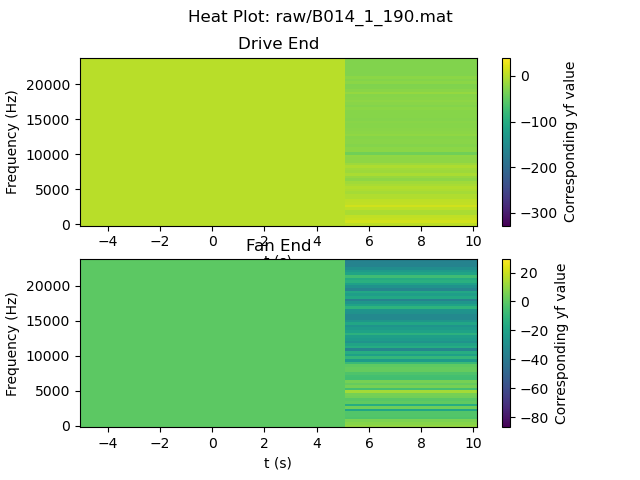 Heat Plot: raw/B014_1_190.mat
Drive End
20000
15000
10000
5000
0
Frequency (Hz)
−4 −2 0 2 4 6 8 10
t (s)
0
−100
−200
−300
Corresponding yf value
Fan End
20000
15000
10000
5000
0
Frequency (Hz)
−4 −2 0 2 4 6 8 10
t (s)
20
0
−20
−40
−60
−80
Corresponding yf value